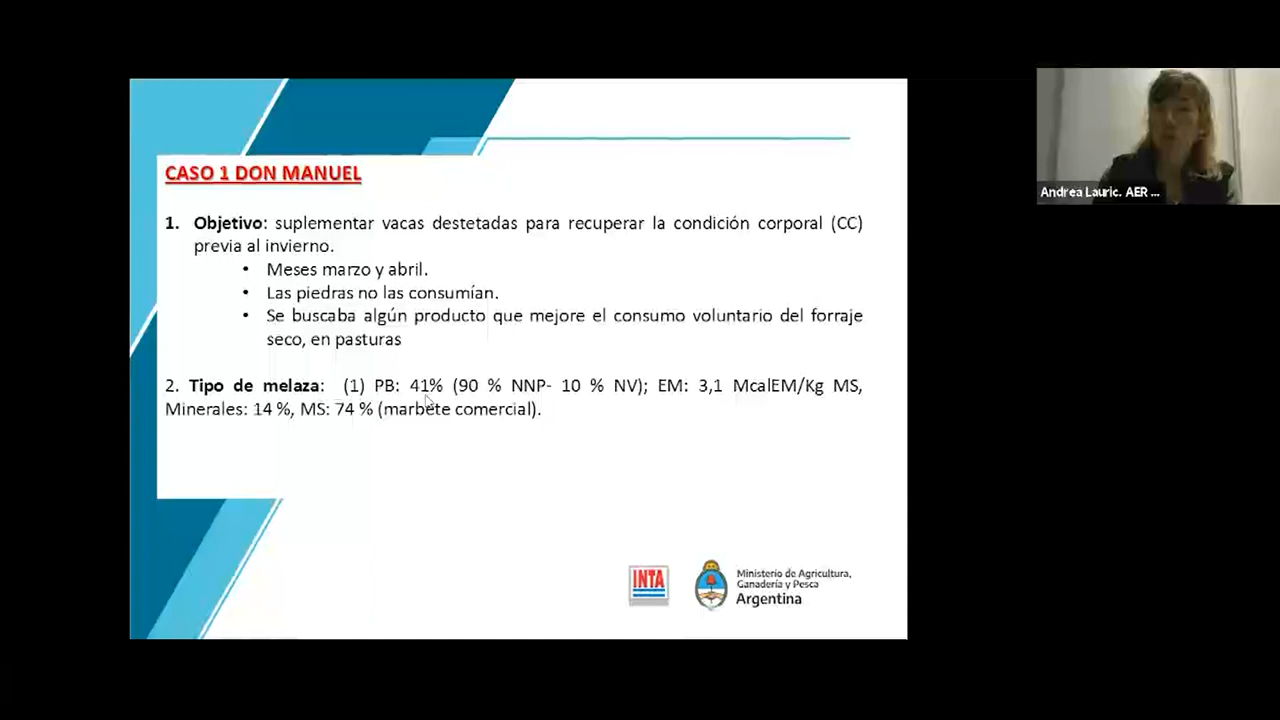 CASO 1 DON MANUEL
1. Objetivo: suplementar vacas destetadas para recuperar la condición corporal (CC)
previa al invierno.
• Meses marzo y abril.
• Las piedras no las consumían.
• Se buscaba algún producto que mejore el consumo voluntario del forraje
seco, en pasturas
2. Tipo de melaza: (1) PB: 41% (90 % NNP- 10 % NV); EM: 3,1 McalEM/Kg MS,
Minerales: 14 %, MS: 74 % (marbete comercial).
INTA
Ministerio de Agricultura,
Ganadería y Pesca
Argentina
Andrea Lauric. AER ...